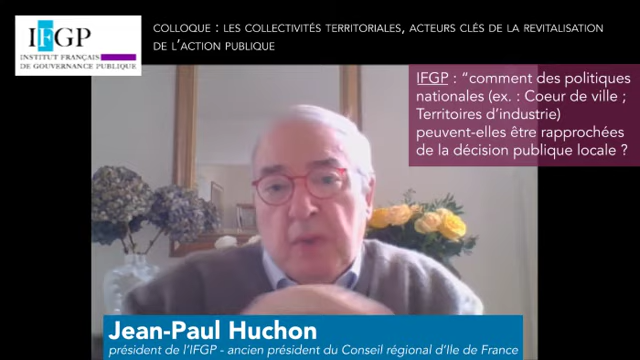 IFGP
INSTITUT FRANÇAIS
DE GOUVERNANCE PUBLIQUE
COLLOQUE : LES COLLECTIVITÉS TERRITORIALES, ACTEURS CLÉS DE LA REVITALISATION
DE L'ACTION PUBLIQUE
IFGP : “comment des politiques
nationales (ex. : Coeur de ville ;
Territoires d'industrie)
peuvent-elles être rapprochées
de la décision publique locale ?
Jean-Paul Huchon
président de l'IFGP - ancien président du Conseil régional d'Ile de France